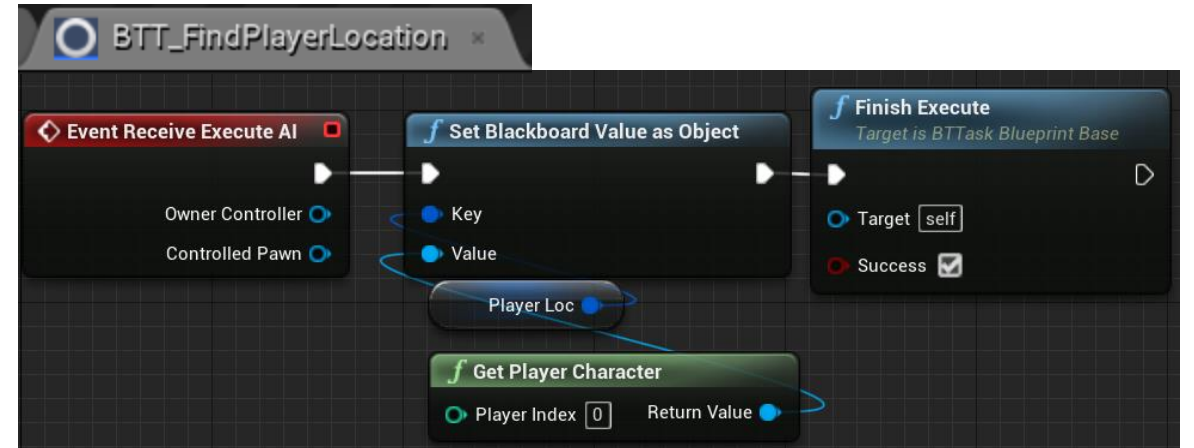 BTT_FindPlayerLocation
Event Receive Execute AI
Owner Controller
Controlled Pawn
f Set Blackboard Value as Object
Key
Value
f Finish Execute
Target is BTTask Blueprint Base
Target self
Success
Player Loc
f Get Player Character
Player Index 0 Return Value